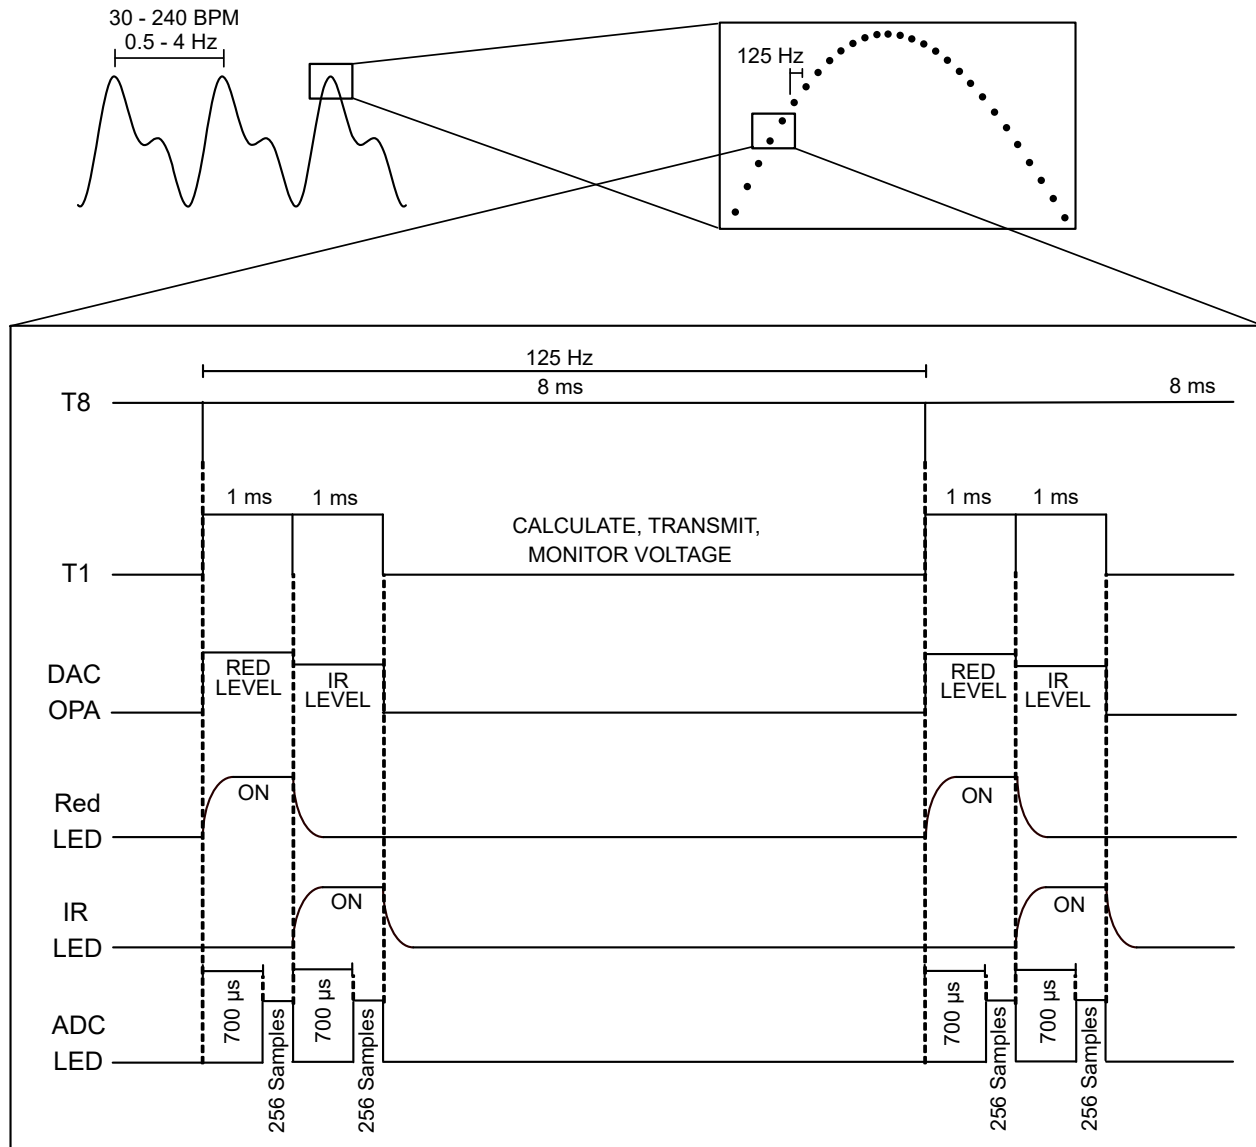 30 - 240 BPM
0.5 - 4 Hz
125 Hz
125 Hz
8 ms
8 ms
T8
1 ms
1 ms
1 ms
1 ms
CALCULATE, TRANSMIT,
MONITOR VOLTAGE
T1
DAC
OPA
RED
LEVEL
IR
LEVEL
RED
LEVEL
IR
LEVEL
Red
LED
ON
ON
IR
LED
ON
ON
ADC
LED
700 µs
256 Samples
700 µs
256 Samples
700 µs
256 Samples
700 µs
256 Samples